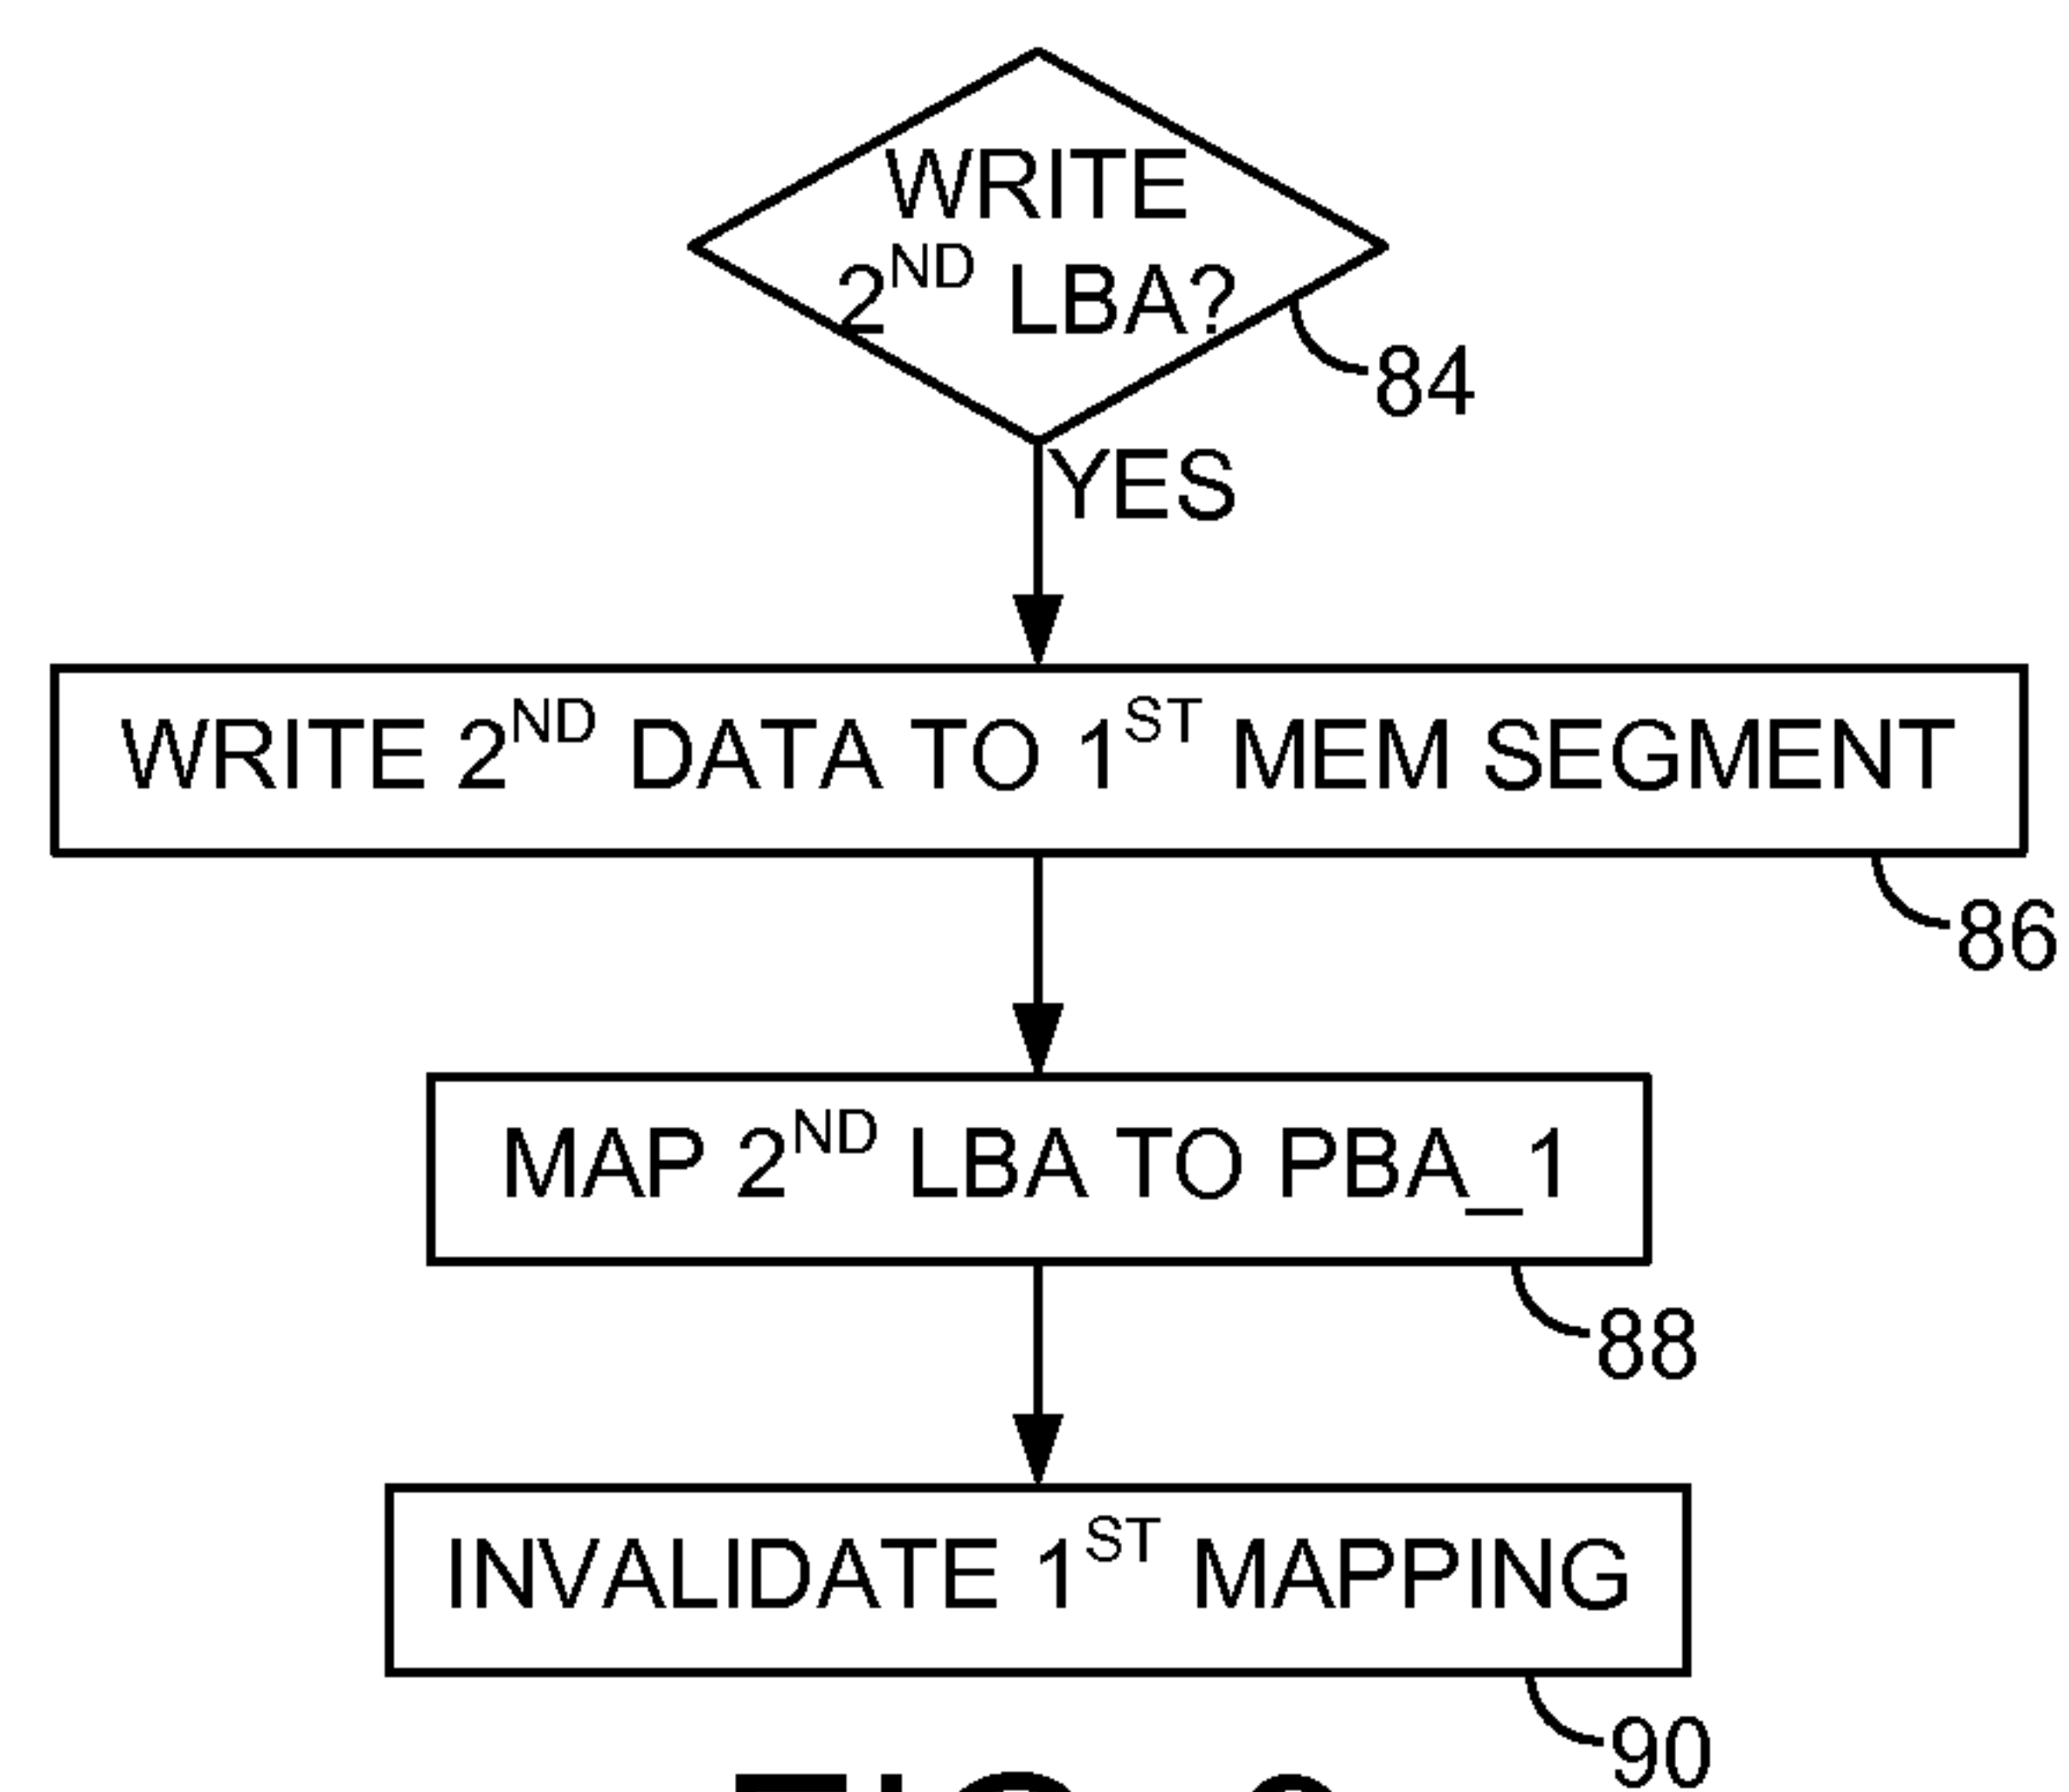 WRITE
2ND LBA?
84
YES
WRITE 2ND DATA TO 1ST MEM SEGMENT
86
MAP 2ND LBA TO PBA_1
88
INVALIDATE 1ST MAPPING
90